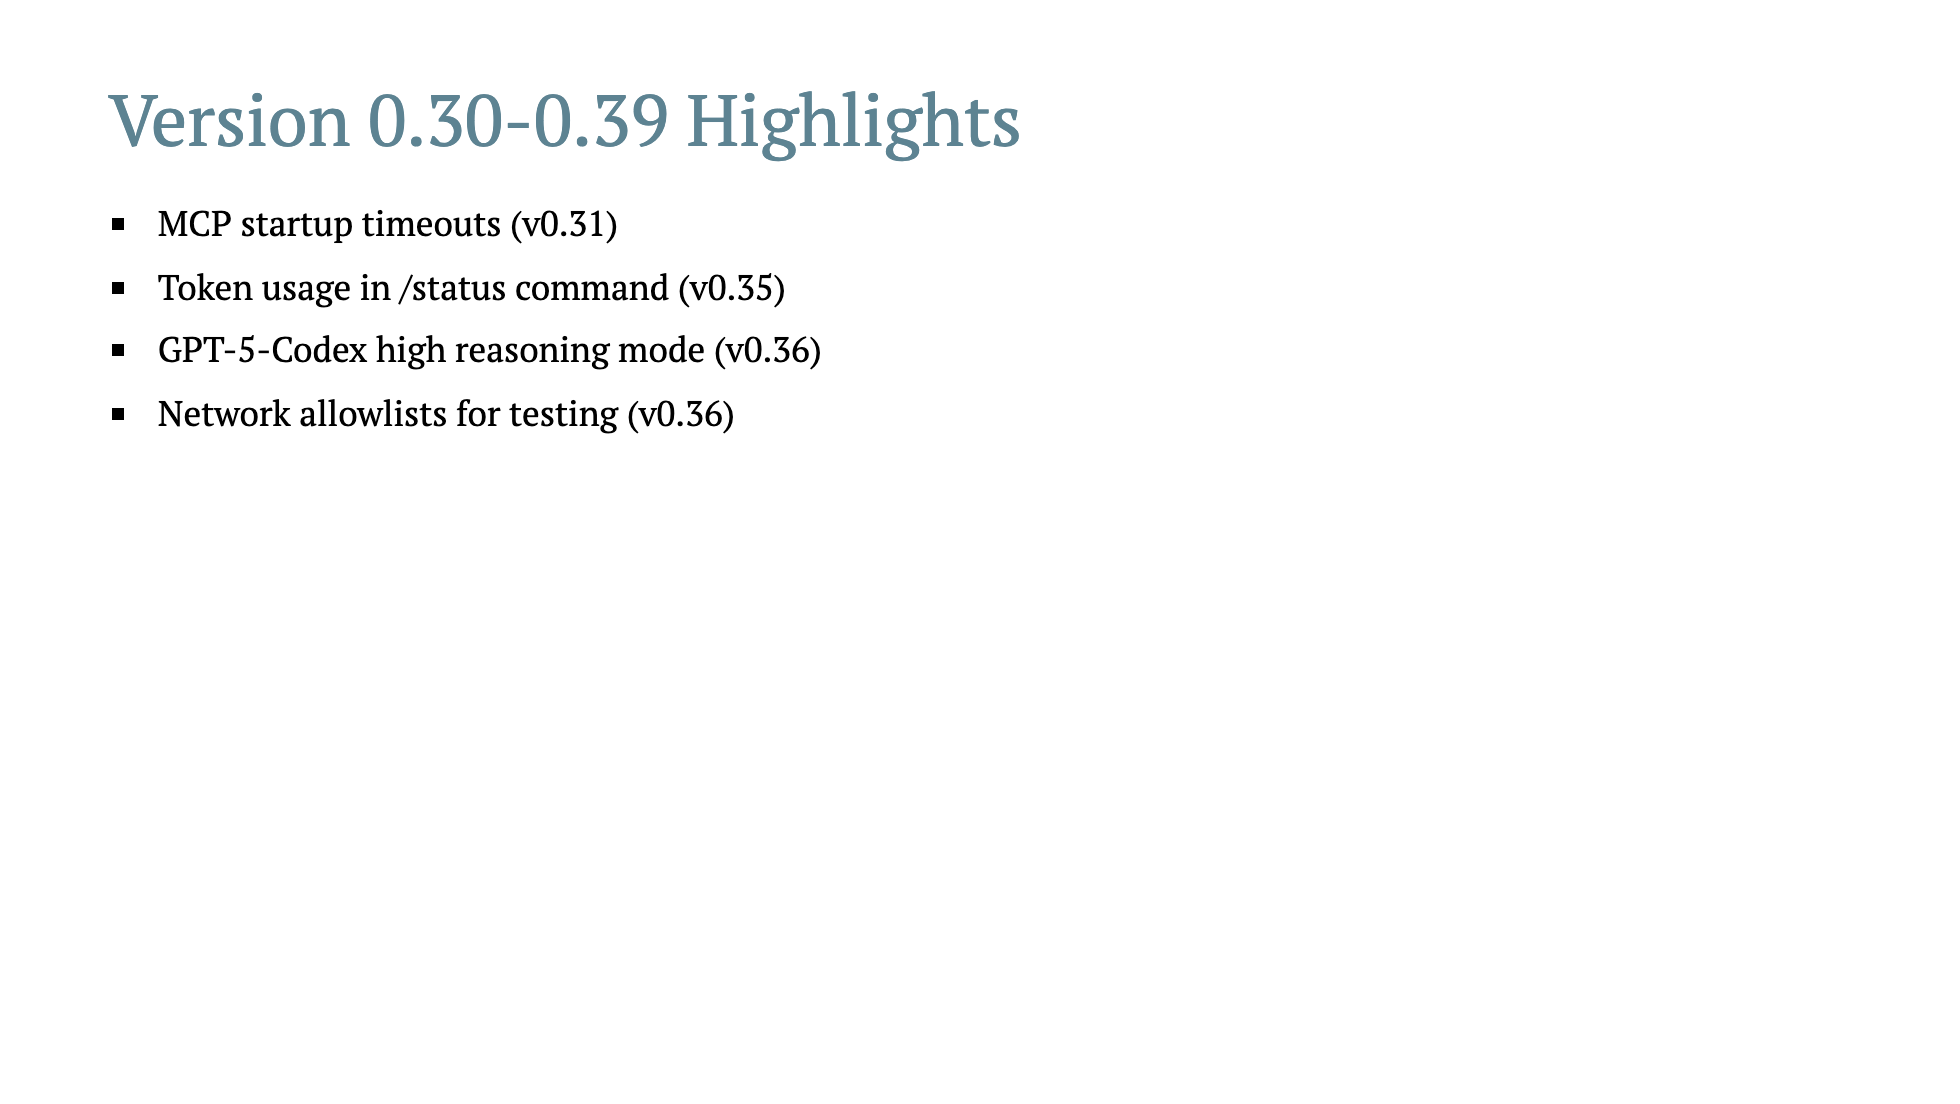 Version 0.30-0.39 Highlights
▪ MCP startup timeouts (v0.31)
▪ Token usage in /status command (v0.35)
▪ GPT-5-Codex high reasoning mode (v0.36)
▪ Network allowlists for testing (v0.36)